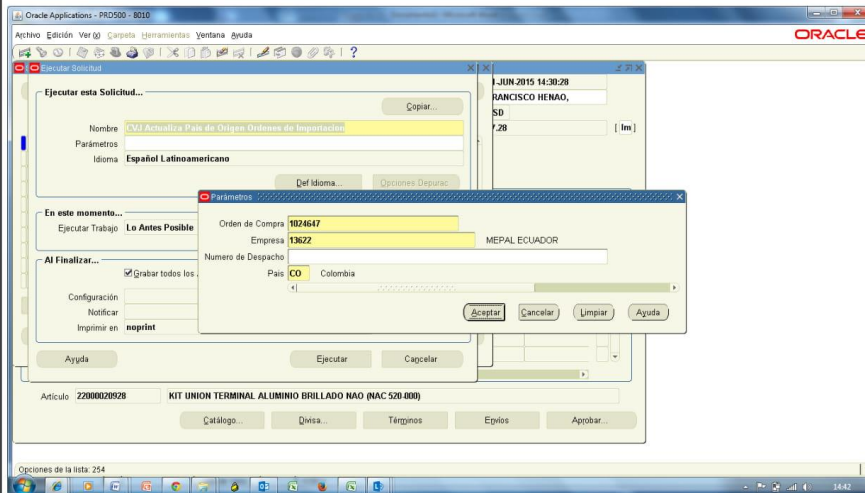 Oracle Applications - PRD500 - 8010
Archivo Edición Ver(x) Carpeta Herramientas Ventana Ayuda
ORACLE
Ejecutar Solicitud
-JUN-2015 14:30:28
Ejecutar esta Solicitud...
RANCISCO HENAO,
Copiar...
SD
Nombre CVJ Actualiza Pais de Origen Ordenes de Importacion
7.28 [ Im ]
Parámetros
Idioma Español Latinoamericano
Def Idioma... Opciones Depurac
Parámetros
En este momento...
Orden de Compra 1024647
Ejecutar Trabajo Lo Antes Posible
Empresa 13622 MEPAL ECUADOR
Numero de Despacho
Al Finalizar...
Pais CO Colombia
Grabar todos los
Configuración
Aceptar Cancelar Limpiar Ayuda
Notificar
Imprimir en noprint
Ayuda Ejecutar Cancelar
Artículo 22000020928 KIT UNION TERMINAL ALUMINIO BRILLADO NAO (NAC 520-000)
Catálogo... Divisa... Términos Envíos Aprobar...
Opciones de la lista: 254
14:42